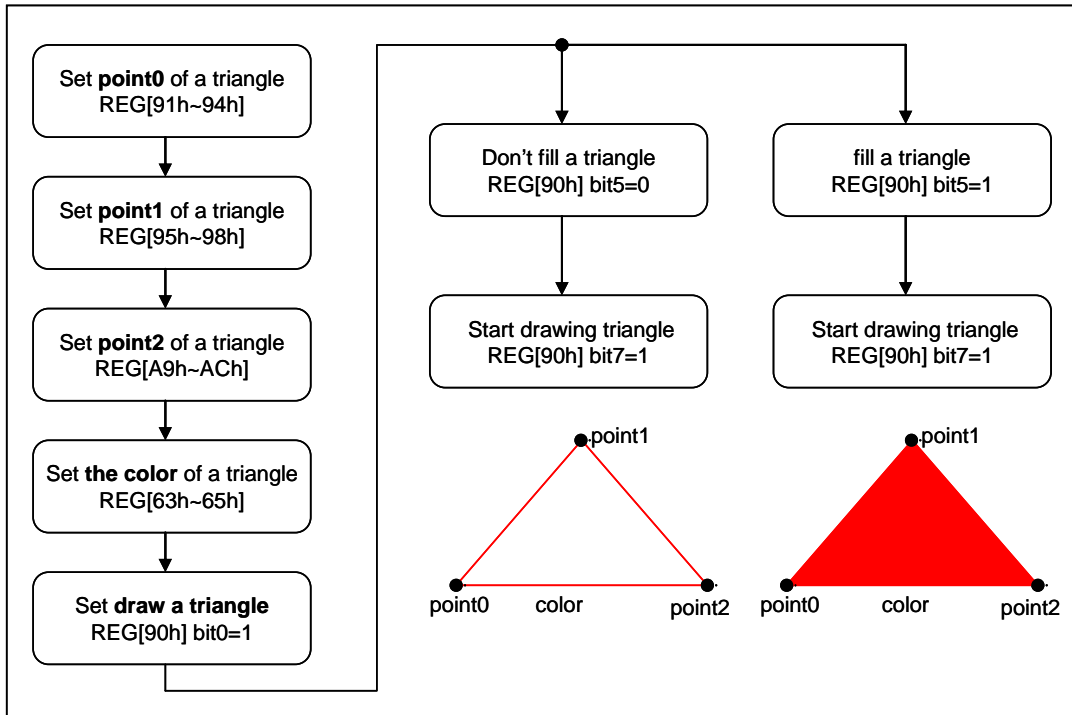 Set point0 of a triangle
REG[91h~94h]
Set point1 of a triangle
REG[95h~98h]
Set point2 of a triangle
REG[A9h~ACh]
Set the color of a triangle
REG[63h~65h]
Set draw a triangle
REG[90h] bit0=1
Don't fill a triangle
REG[90h] bit5=0
Start drawing triangle
REG[90h] bit7=1
point1
point0
color
point2
fill a triangle
REG[90h] bit5=1
Start drawing triangle
REG[90h] bit7=1
point1
point0
color
point2